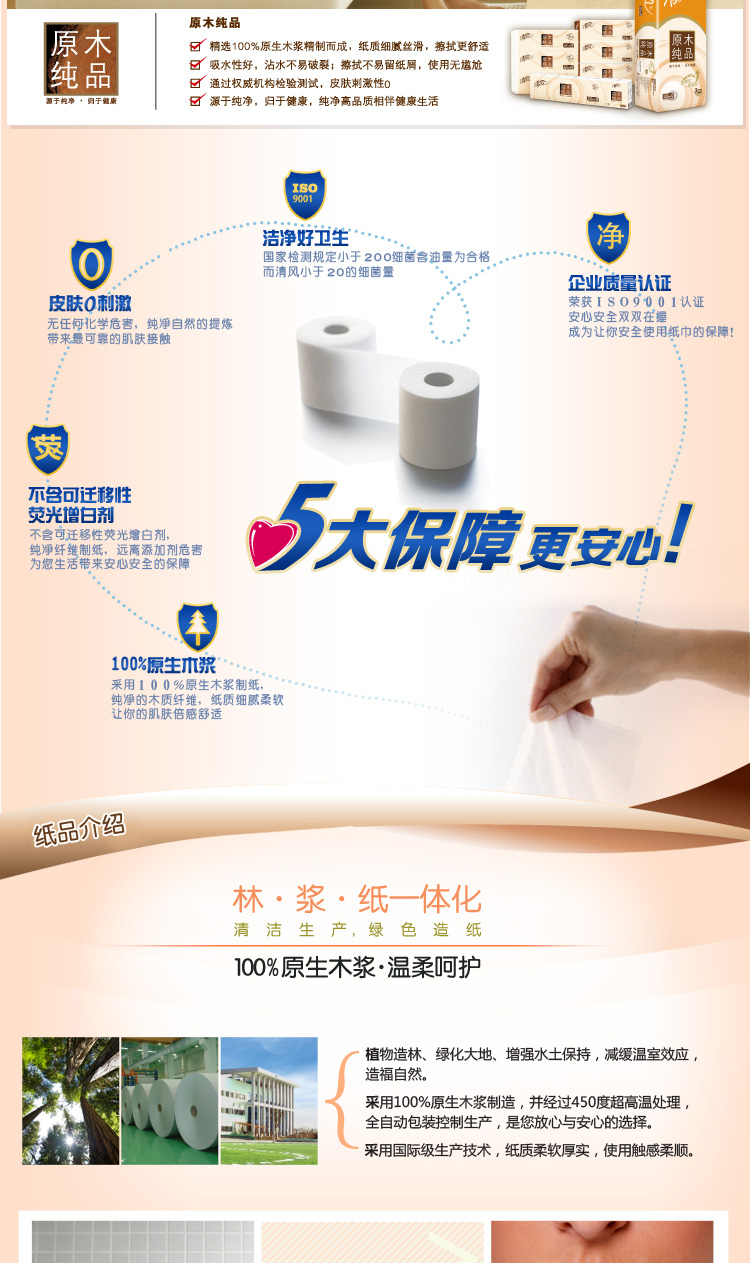 原木
纯品
源于纯净 · 归于健康
原木纯品
精选100%原生木浆精制而成，纸质细腻丝滑，擦拭更舒适
吸水性好，沾水不易破裂；擦拭不易留纸屑，使用无尴尬
通过权威机构检验测试，皮肤刺激性0
源于纯净，归于健康，纯净高品质相伴健康生活
原木
纯品
ISO
9001
洁净好卫生
国家检测规定小于200细菌含油量为合格
而清风小于20的细菌量
净
企业质量认证
荣获ISO9001认证
安心安全双双在握
成为让你安全使用纸巾的保障!
0
皮肤0刺激
无任何化学危害，纯净自然的提炼
带来最可靠的肌肤接触
荧
不含可迁移性
荧光增白剂
不含可迁移性荧光增白剂，
纯净纤维制纸，远离添加剂危害
为您生活带来安心安全的保障
5大保障 更安心!
100%原生木浆
采用100%原生木浆制纸，
纯净的木质纤维，纸质细腻柔软
让你的肌肤倍感舒适
纸品介绍
林·浆·纸一体化
清洁生产,绿色造纸
100%原生木浆·温柔呵护
植物造林、绿化大地、增强水土保持，减缓温室效应，
造福自然。
采用100%原生木浆制造，并经过450度超高温处理，
全自动包装控制生产，是您放心与安心的选择。
采用国际级生产技术，纸质柔软厚实，使用触感柔顺。